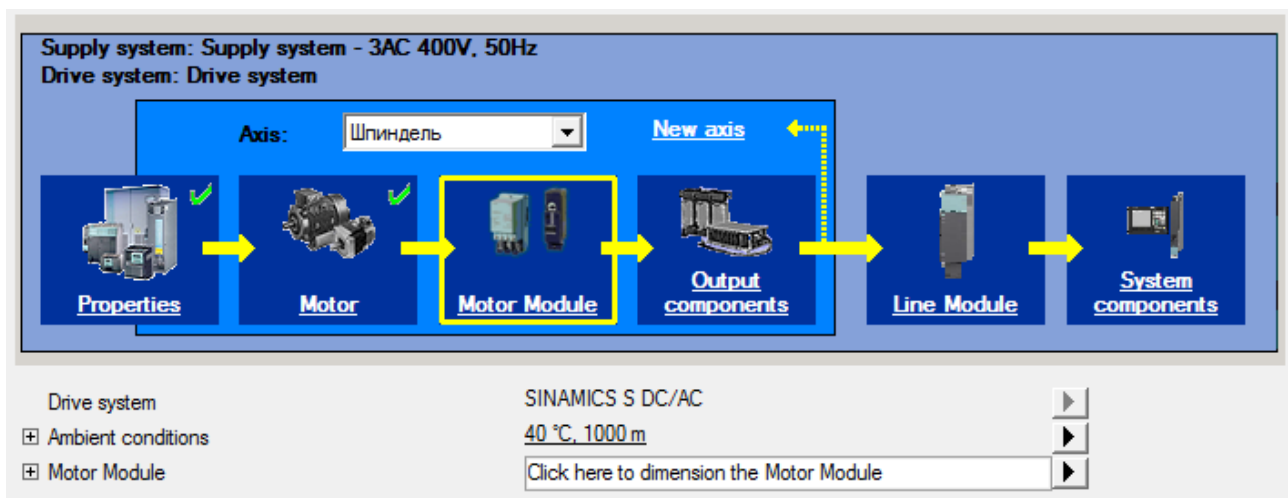 Supply system: Supply system - 3AC 400V, 50Hz
Drive system: Drive system
Axis: Шпиндель New axis
Properties Motor Motor Module Output components Line Module System components
Drive system SINAMICS S DC/AC
Ambient conditions 40 °C, 1000 m
Motor Module Click here to dimension the Motor Module